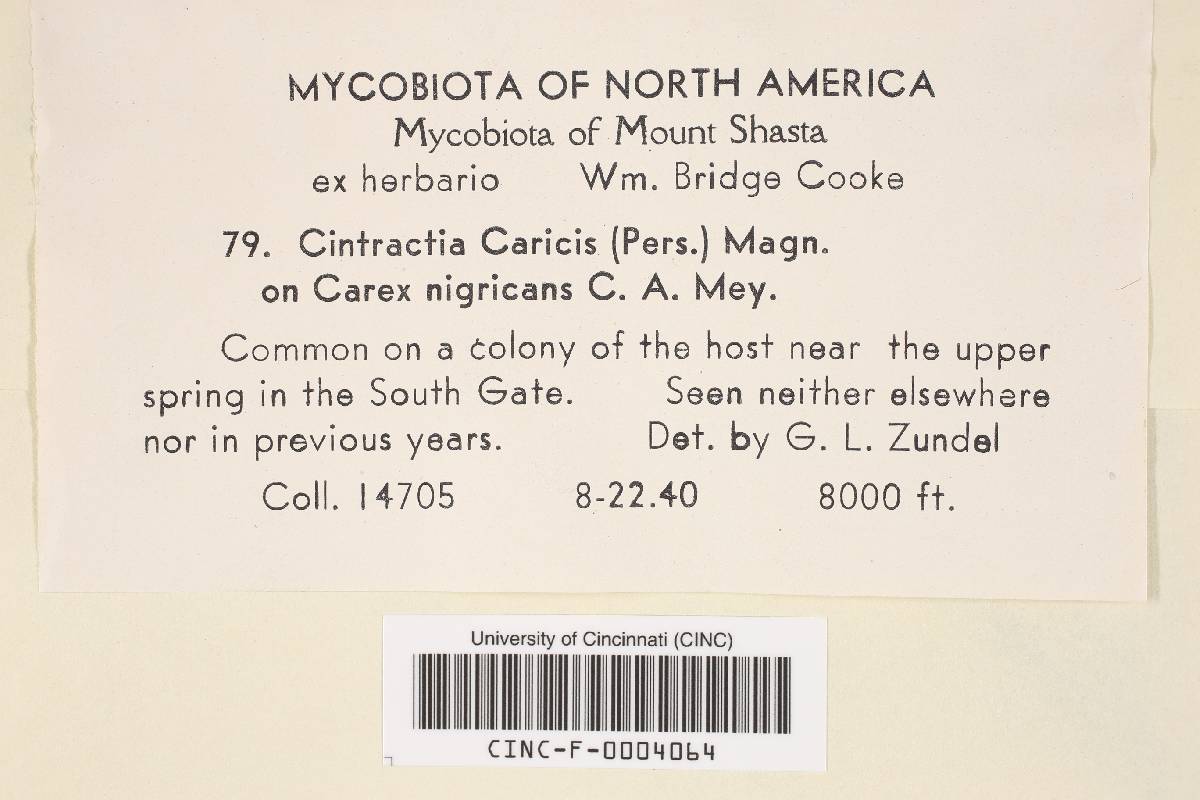 MYCOBIOTA OF NORTH AMERICA
Mycobiota of Mount Shasta
ex herbario Wm. Bridge Cooke
79. Cintractia Caricis (Pers.) Magn.
on Carex nigricans C. A. Mey.
Common on a colony of the host near the upper
spring in the South Gate. Seen neither elsewhere
nor in previous years. Det. by G. L. Zundel
Coll. 14705 8-22.40 8000 ft.
University of Cincinnati (CINC)
CINC-F-0004064